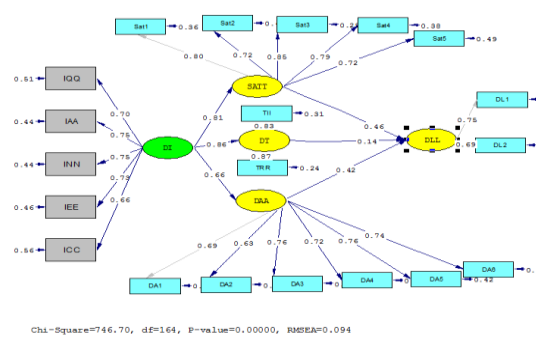 Sat1
0.36
Sat2
Sat3
Sat4
0.38
Sat5
0.49
0.80
0.72
0.85
0.79
0.72
SATT
0.51
IQQ
0.44
IAA
0.44
INN
0.46
IEE
0.56
ICC
0.70
0.75
0.75
0.73
0.66
DI
0.81
0.86
0.66
TII
0.31
0.83
DT
0.87
TRR
0.24
DAA
0.46
0.14
0.42
DLL
0.75
0.69
DL1
DL2
0.69
0.63
0.76
0.72
0.76
0.74
DA1
DA2
DA3
DA4
DA5
0.42
DA6
Chi-Square=746.70, df=164, P-value=0.00000, RMSEA=0.094